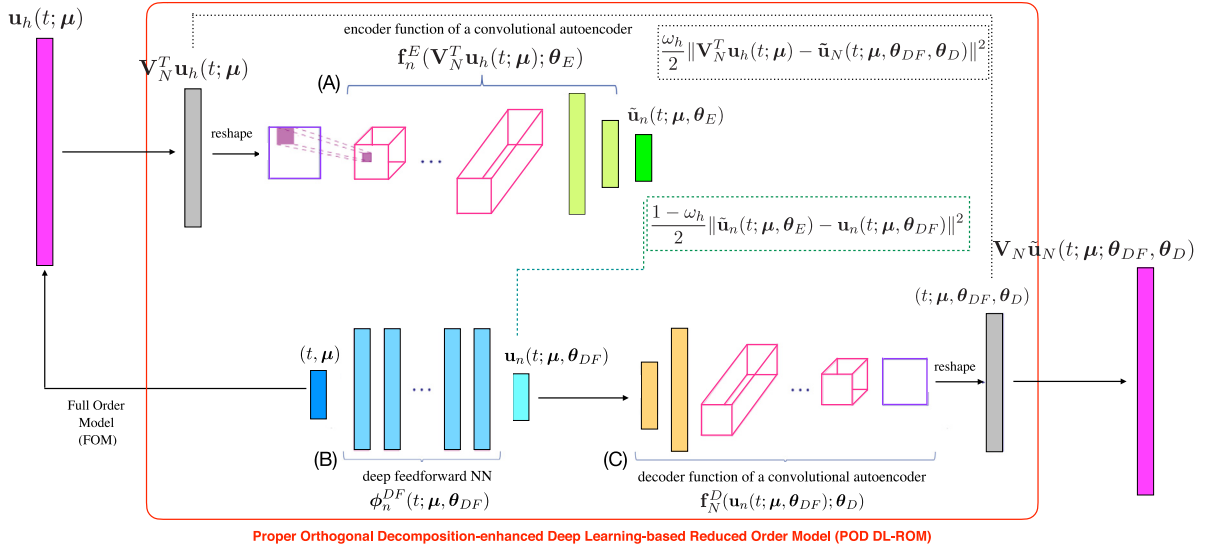 u_h(t; μ)
encoder function of a convolutional autoencoder
f_n^E(V_N^T u_h(t; μ); θ_E)
ω_h/2 ‖V_N^T u_h(t; μ) − ũ_N(t; μ, θ_DF, θ_D)‖²
V_N^T u_h(t; μ)
(A)
reshape
...
ũ_n(t; μ, θ_E)
1 − ω_h/2 ‖ũ_n(t; μ, θ_E) − u_n(t; μ, θ_DF)‖²
V_N ũ_N(t; μ; θ_DF, θ_D)
(t; μ, θ_DF, θ_D)
(t, μ)
...
u_n(t; μ, θ_DF)
...
reshape
Full Order
Model
(FOM)
(B)
deep feedforward NN
ϕ_n^DF(t; μ, θ_DF)
(C)
decoder function of a convolutional autoencoder
f_N^D(u_n(t; μ, θ_DF); θ_D)
Proper Orthogonal Decomposition-enhanced Deep Learning-based Reduced Order Model (POD DL-ROM)